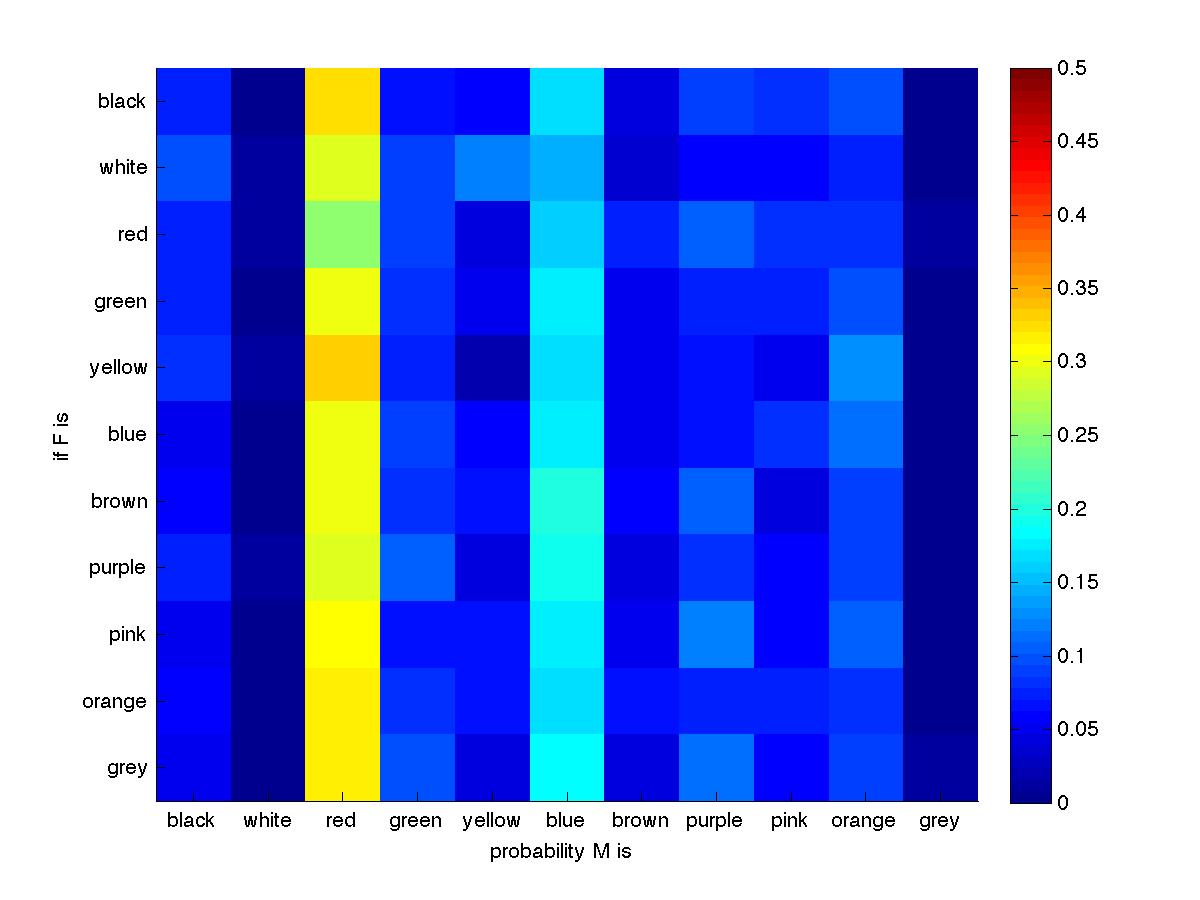 black
white
red
green
yellow
blue
brown
purple
pink
orange
grey
if F is
black white red green yellow blue brown purple pink orange grey
probability M is
0.5
0.45
0.4
0.35
0.3
0.25
0.2
0.15
0.1
0.05
0